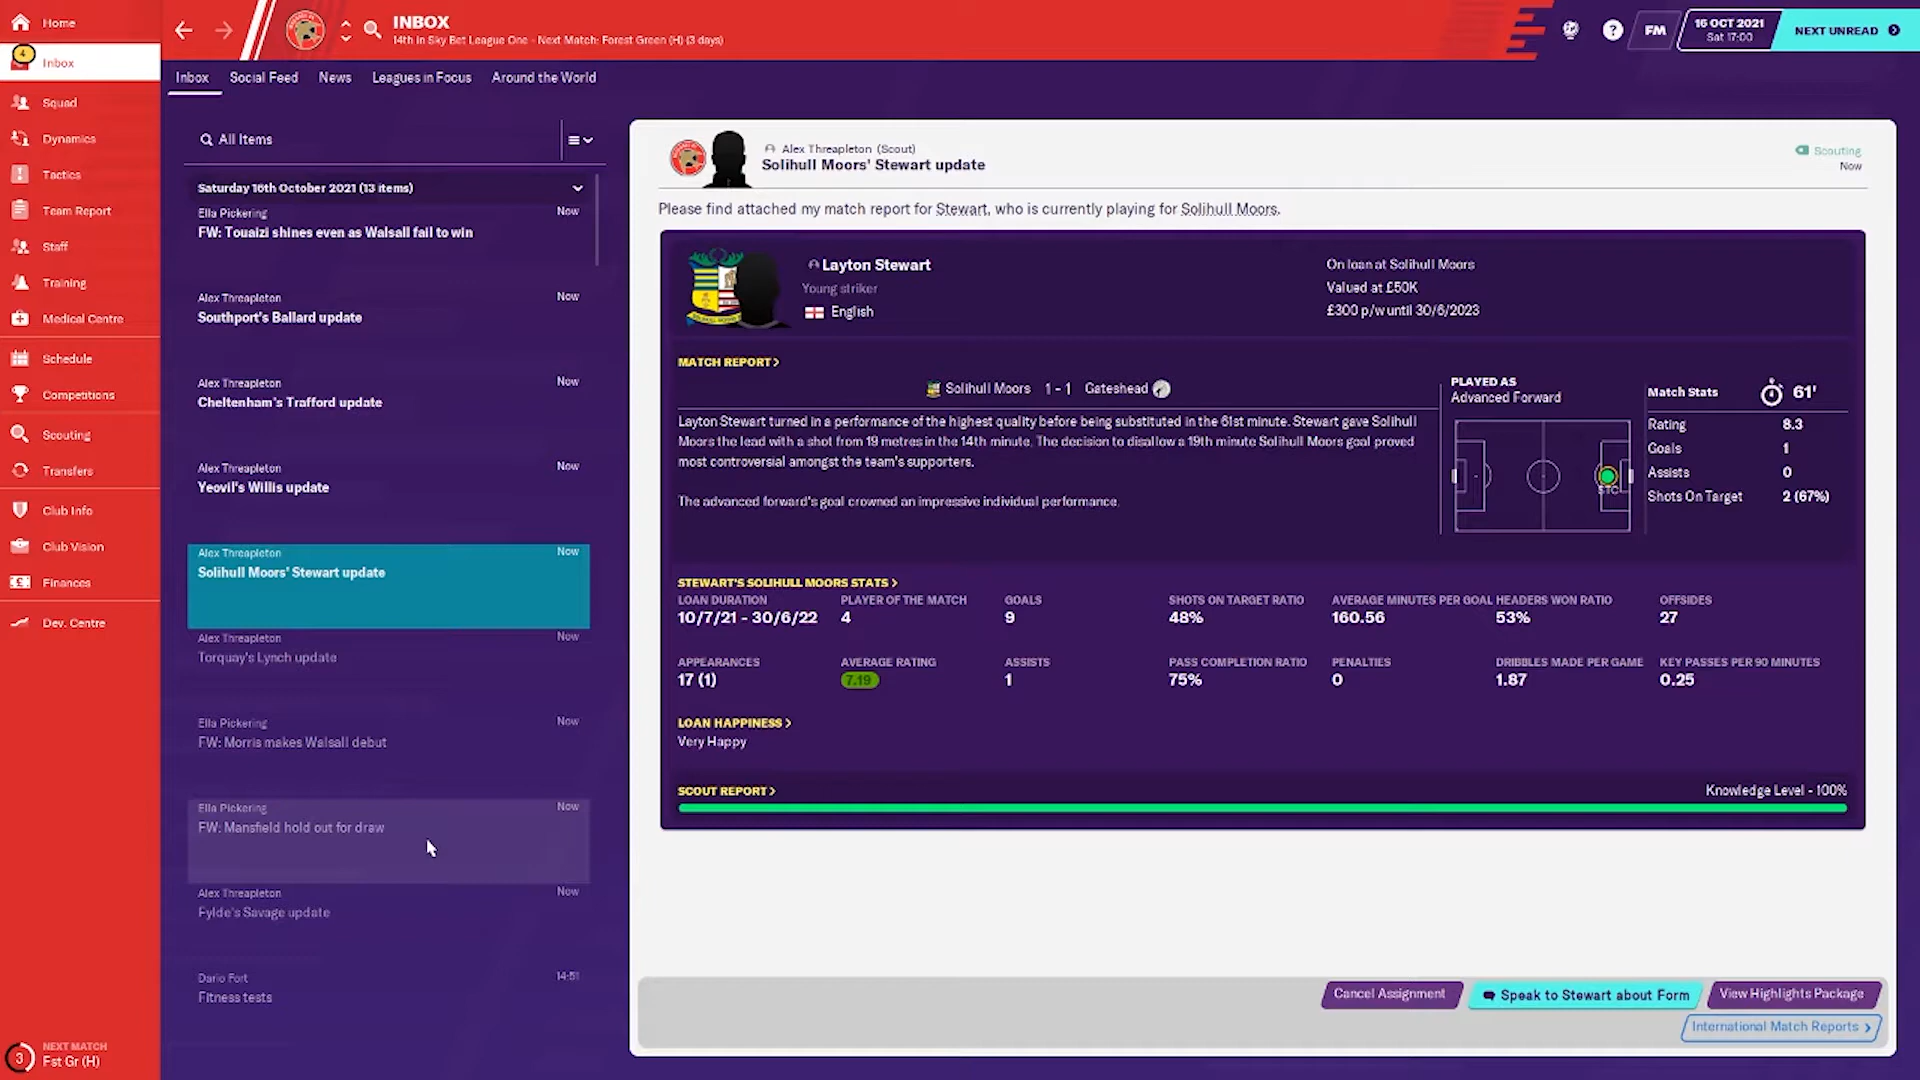 Home
4
Inbox
Squad
Dynamics
Tactics
Team Report
Staff
Training
Medical Centre
Schedule
Competitions
Scouting
Transfers
Club Info
Club Vision
Finances
Dev. Centre
3
NEXT MATCH
Fst Gr (H)
INBOX
14th in Sky Bet League One - Next Match: Forest Green (H) (3 days)
?
FM
16 OCT 2021
Sat 17:00
NEXT UNREAD
Inbox Social Feed News Leagues in Focus Around the World
All Items
Saturday 16th October 2021 (13 items)
Ella Pickering Now
FW: Touaizi shines even as Walsall fail to win
Alex Threapleton Now
Southport's Ballard update
Alex Threapleton Now
Cheltenham's Trafford update
Alex Threapleton Now
Yeovil's Willis update
Alex Threapleton Now
Solihull Moors' Stewart update
Alex Threapleton Now
Torquay's Lynch update
Ella Pickering Now
FW: Morris makes Walsall debut
Ella Pickering Now
FW: Mansfield hold out for draw
Alex Threapleton Now
Fylde's Savage update
Dario Fort 14:51
Fitness tests
Alex Threapleton (Scout)
Solihull Moors' Stewart update
Scouting
Now
Please find attached my match report for Stewart, who is currently playing for Solihull Moors.
Layton Stewart
Young striker
English
On loan at Solihull Moors
Valued at £50K
£300 p/w until 30/6/2023
MATCH REPORT >
Solihull Moors 1 - 1 Gateshead
Layton Stewart turned in a performance of the highest quality before being substituted in the 61st minute. Stewart gave Solihull
Moors the lead with a shot from 19 metres in the 14th minute. The decision to disallow a 19th minute Solihull Moors goal proved
most controversial amongst the team's supporters.
The advanced forward's goal crowned an impressive individual performance.
PLAYED AS
Advanced Forward
STC
Match Stats 61'
Rating 8.3
Goals 1
Assists 0
Shots On Target 2 (67%)
STEWART'S SOLIHULL MOORS STATS >
LOAN DURATION PLAYER OF THE MATCH GOALS SHOTS ON TARGET RATIO AVERAGE MINUTES PER GOAL HEADERS WON RATIO OFFSIDES
10/7/21 - 30/6/22 4 9 48% 160.56 53% 27
APPEARANCES AVERAGE RATING ASSISTS PASS COMPLETION RATIO PENALTIES DRIBBLES MADE PER GAME KEY PASSES PER 90 MINUTES
17 (1) 7.19 1 75% 0 1.87 0.25
LOAN HAPPINESS >
Very Happy
SCOUT REPORT > Knowledge Level - 100%
Cancel Assignment Speak to Stewart about Form View Highlights Package
International Match Reports >